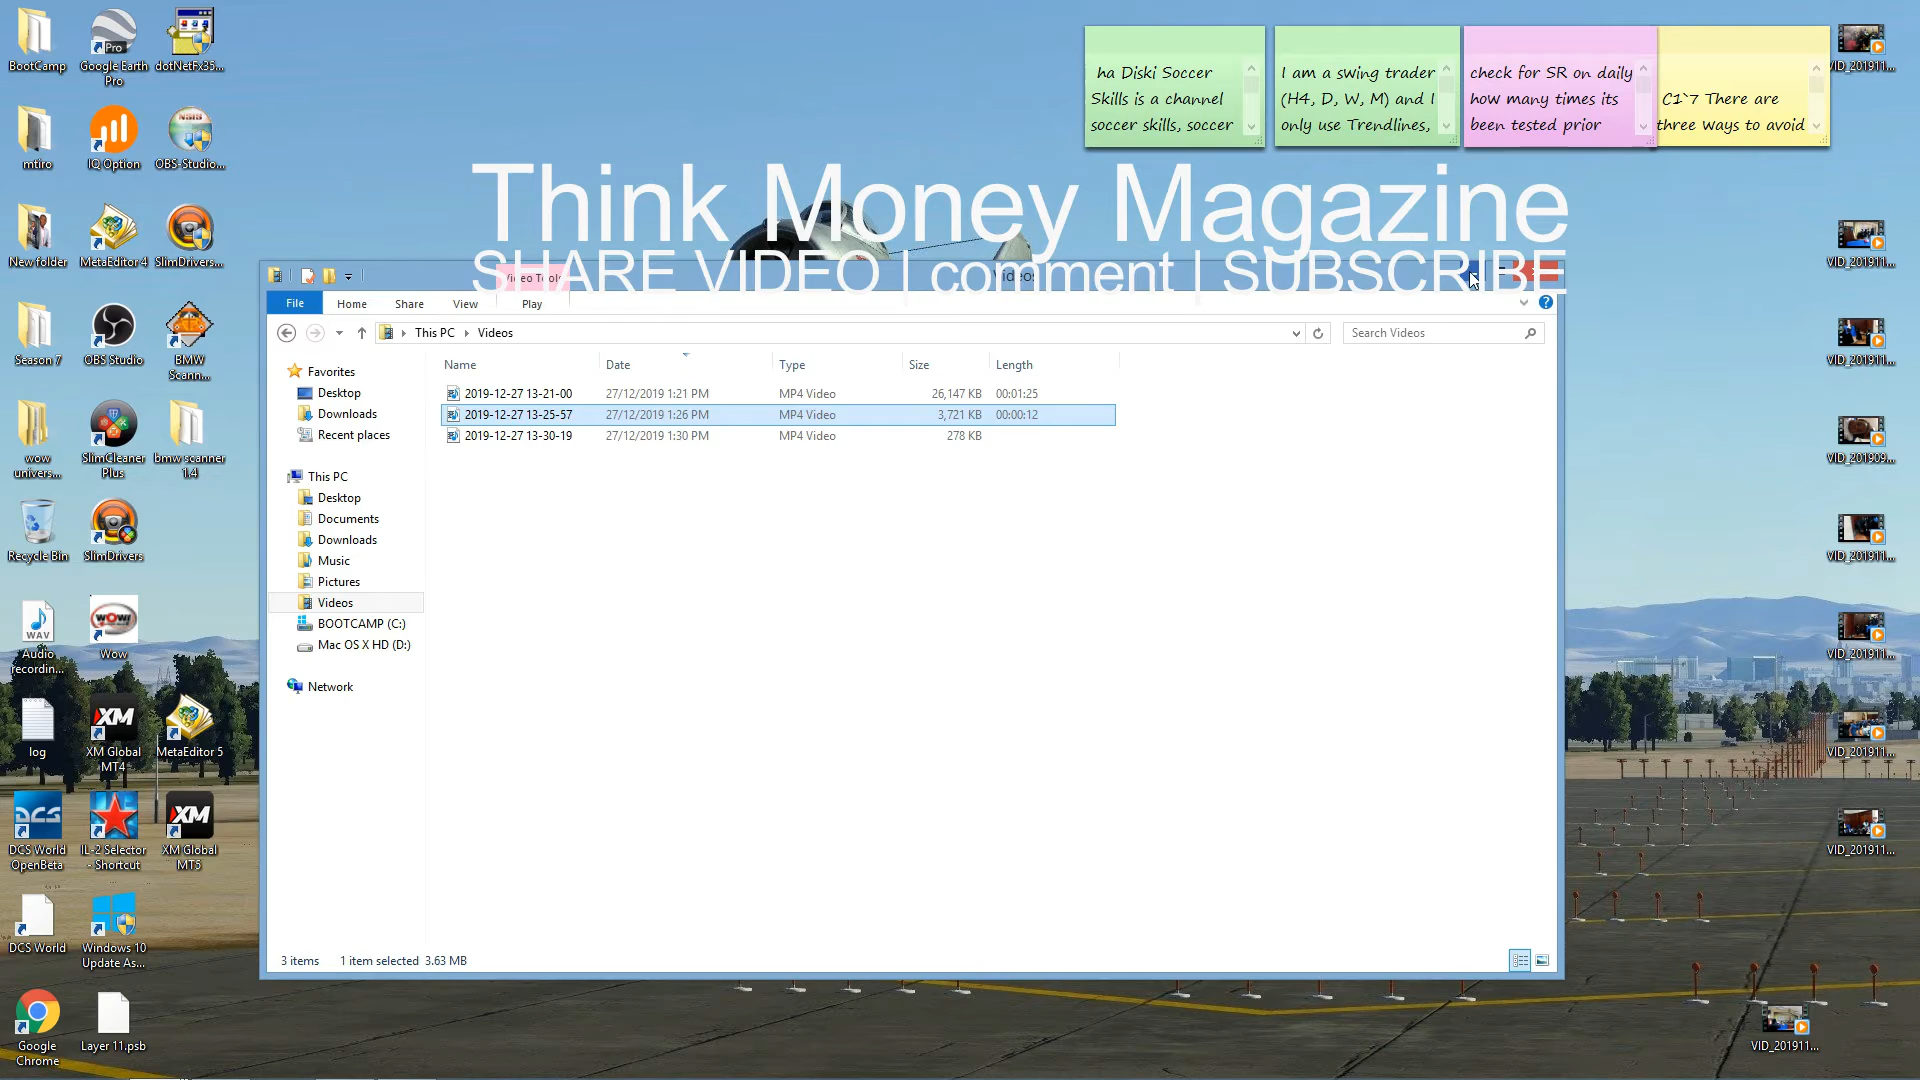 BootCamp
Google Earth
Pro
dotNetFx35...
mtiro
IQ Option
OBS-Studio...
New folder
MetaEditor 4
SlimDrivers...
Season 7
OBS Studio
BMW
Scann...
wow
univers...
SlimCleaner
Plus
bmw scanner
1.4
Recycle Bin
SlimDrivers
WAV
Audio
recordin...
WOW!
Wow
log
XM
XM Global
MT4
MetaEditor 5
DCS
DCS World
OpenBeta
IL-2 Selector
- Shortcut
XM
XM Global
MT5
DCS World
Windows 10
Update As...
Google
Chrome
Layer 11.psb
ha Diski Soccer
Skills is a channel
soccer skills, soccer
I am a swing trader
(H4, D, W, M) and I
only use Trendlines,
check for SR on daily
how many times its
been tested prior
C1`7 There are
three ways to avoid
Think Money Magazine
SHARE VIDEO | comment | SUBSCRIBE
Video Tools
Videos
File
Home
Share
View
Play
This PC
Videos
Search Videos
Favorites
Desktop
Downloads
Recent places
This PC
Desktop
Documents
Downloads
Music
Pictures
Videos
BOOTCAMP (C:)
Mac OS X HD (D:)
Network
Name Date Type Size Length
2019-12-27 13-21-00 27/12/2019 1:21 PM MP4 Video 26,147 KB 00:01:25
2019-12-27 13-25-57 27/12/2019 1:26 PM MP4 Video 3,721 KB 00:00:12
2019-12-27 13-30-19 27/12/2019 1:30 PM MP4 Video 278 KB
3 items 1 item selected 3.63 MB
VID_201911...
VID_201911...
VID_201911...
VID_201909...
VID_201911...
VID_201911...
VID_201911...
VID_201911...
VID_201911...